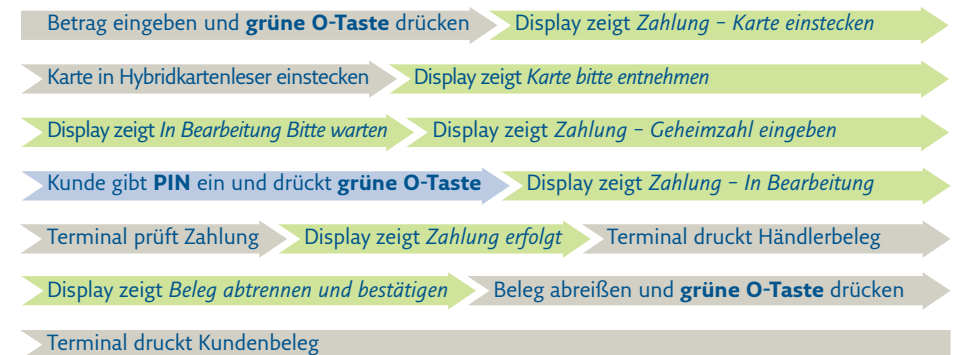 Betrag eingeben und grüne O-Taste drücken Display zeigt Zahlung – Karte einstecken
Karte in Hybridkartenleser einstecken Display zeigt Karte bitte entnehmen
Display zeigt In Bearbeitung Bitte warten Display zeigt Zahlung – Geheimzahl eingeben
Kunde gibt PIN ein und drückt grüne O-Taste Display zeigt Zahlung – In Bearbeitung
Terminal prüft Zahlung Display zeigt Zahlung erfolgt Terminal druckt Händlerbeleg
Display zeigt Beleg abtrennen und bestätigen Beleg abreißen und grüne O-Taste drücken
Terminal druckt Kundenbeleg